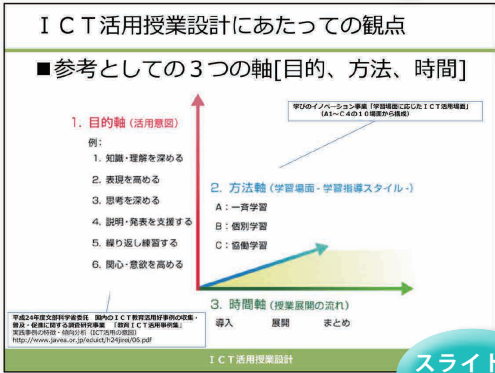 ＩＣＴ活用授業設計にあたっての観点
■参考としての３つの軸[目的、方法、時間]
学びのイノベーション事業「学習場面に応じたＩＣＴ活用場面」
（A1～C4の１０場面から構成）
1. 目的軸（活用意図）
例：
1. 知識・理解を深める
2. 表現を高める
3. 思考を深める
4. 説明・発表を支援する
5. 繰り返し練習する
6. 関心・意欲を高める
2. 方法軸（学習場面 - 学習指導スタイル -）
A：一斉学習
B：個別学習
C：協働学習
平成24年度文部科学省委託 国内のＩＣＴ教育活用好事例の収集・
普及・促進に関する調査研究事業 「教育ＩＣＴ活用事例集」
実践事例の特徴・傾向分析（ICT活用の意図）
http://www.javea.or.jp/eduict/h24jirei/06.pdf
3. 時間軸（授業展開の流れ）
導入 展開 まとめ
ＩＣＴ活用授業設計
スライド